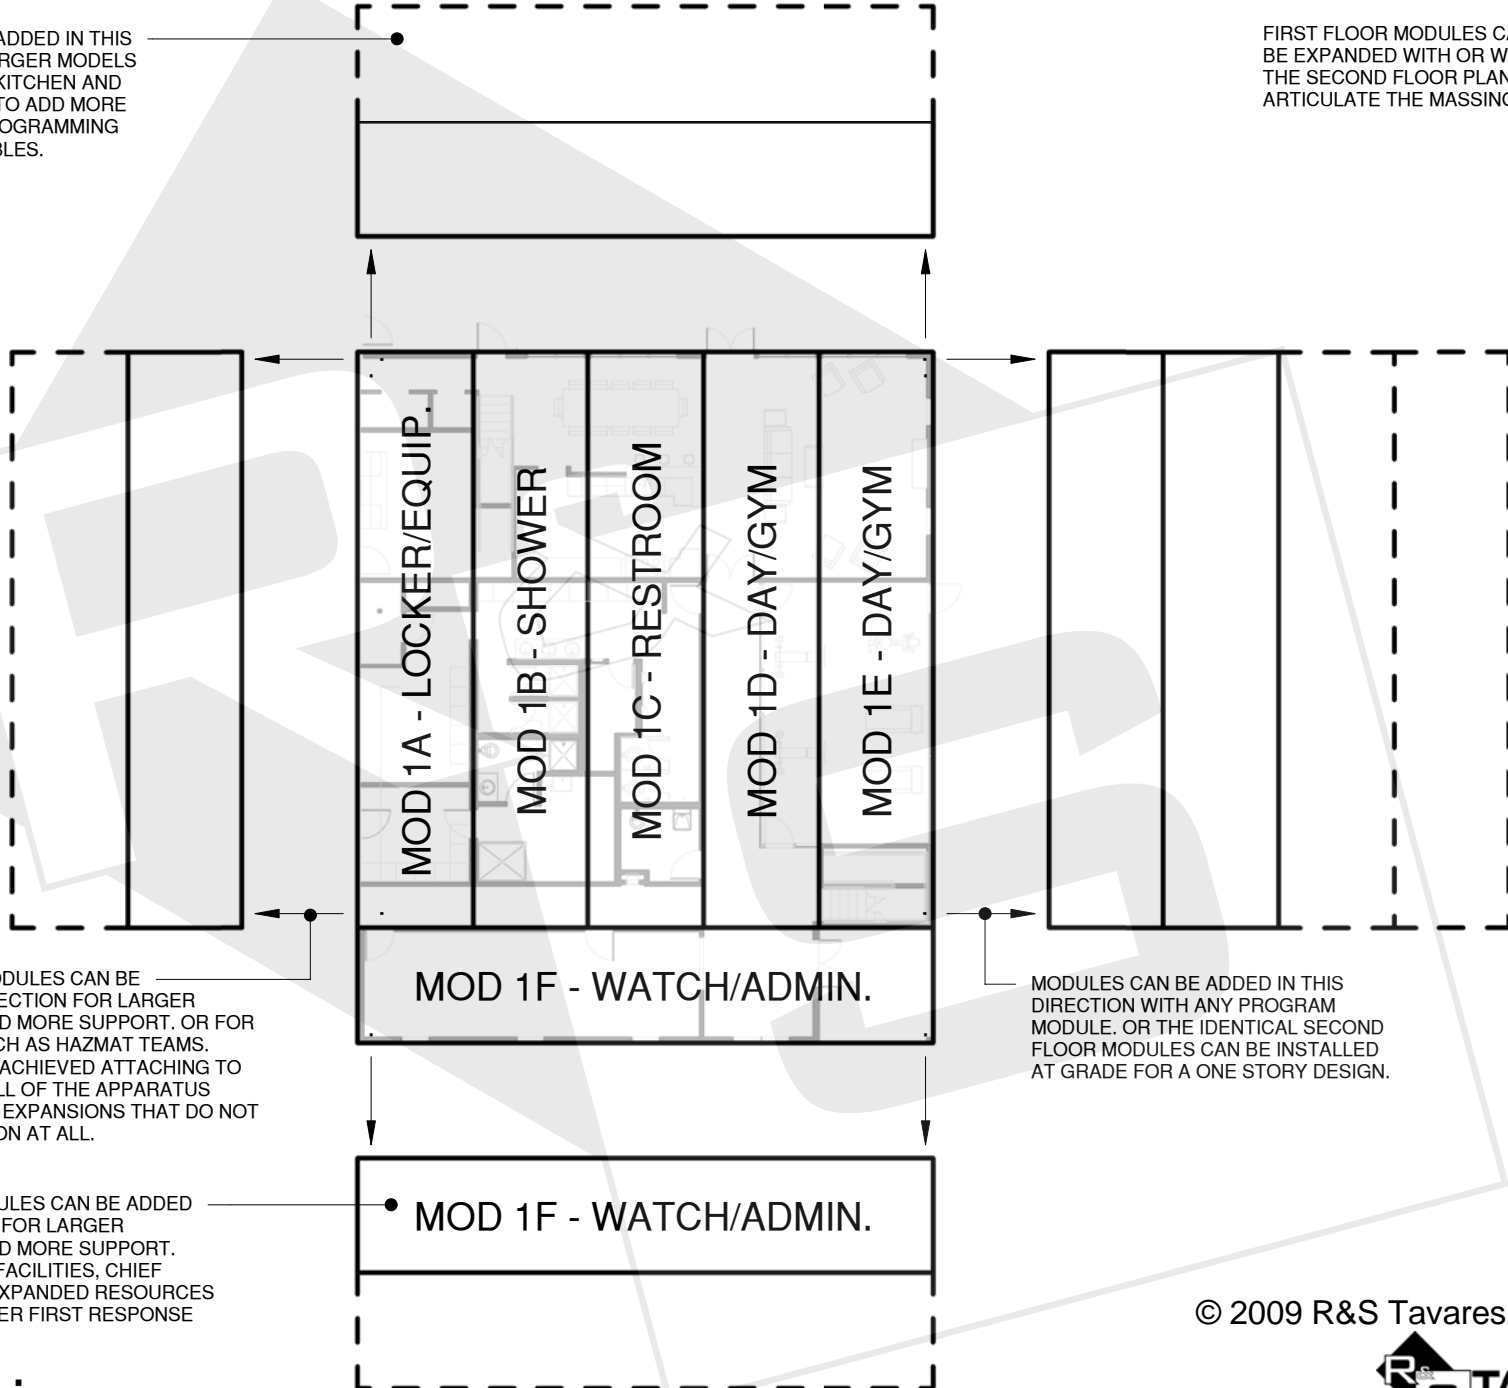 ADDED IN THIS
RGER MODELS
KITCHEN AND
TO ADD MORE
OGRAMMING
BLES.
FIRST FLOOR MODULES CA
BE EXPANDED WITH OR W
THE SECOND FLOOR PLAN
ARTICULATE THE MASSING
MOD 1A - LOCKER/EQUIP.
MOD 1B - SHOWER
MOD 1C - RESTROOM
MOD 1D - DAY/GYM
MOD 1E - DAY/GYM
MOD 1F - WATCH/ADMIN.
ODULES CAN BE
ECTION FOR LARGER
D MORE SUPPORT. OR FOR
CH AS HAZMAT TEAMS.
ACHIEVED ATTACHING TO
LL OF THE APPARATUS
EXPANSIONS THAT DO NOT
ON AT ALL.
MODULES CAN BE ADDED IN THIS
DIRECTION WITH ANY PROGRAM
MODULE. OR THE IDENTICAL SECOND
FLOOR MODULES CAN BE INSTALLED
AT GRADE FOR A ONE STORY DESIGN.
ULES CAN BE ADDED
FOR LARGER
D MORE SUPPORT.
FACILITIES, CHIEF
EXPANDED RESOURCES
ER FIRST RESPONSE
MOD 1F - WATCH/ADMIN.
© 2009 R&S Tavares
R&S TA